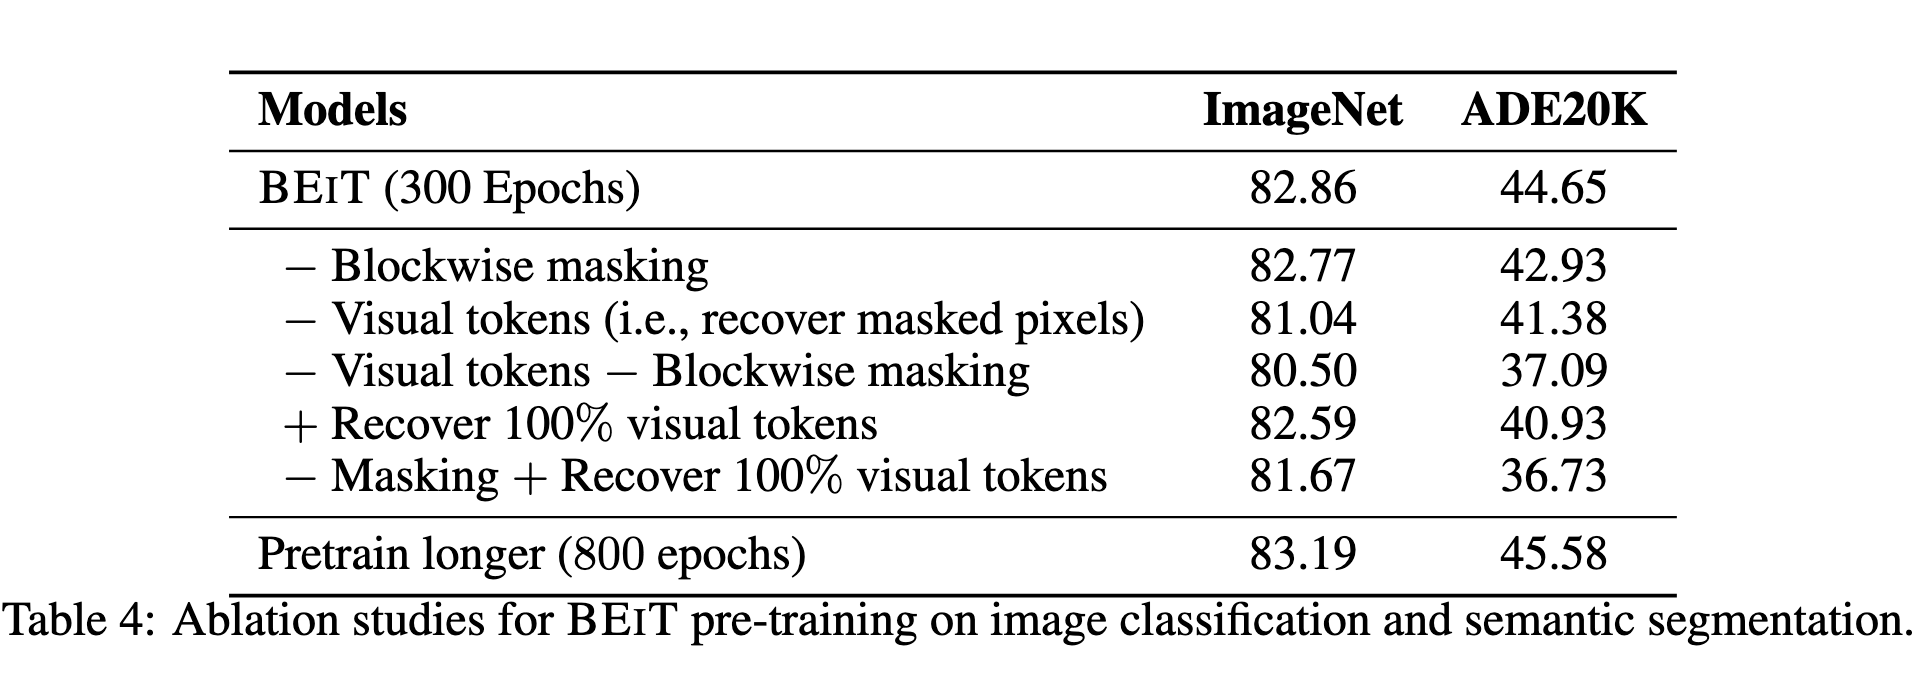 Models ImageNet ADE20K
BEIT (300 Epochs) 82.86 44.65
− Blockwise masking 82.77 42.93
− Visual tokens (i.e., recover masked pixels) 81.04 41.38
− Visual tokens − Blockwise masking 80.50 37.09
+ Recover 100% visual tokens 82.59 40.93
− Masking + Recover 100% visual tokens 81.67 36.73
Pretrain longer (800 epochs) 83.19 45.58
Table 4: Ablation studies for BEIT pre-training on image classification and semantic segmentation.